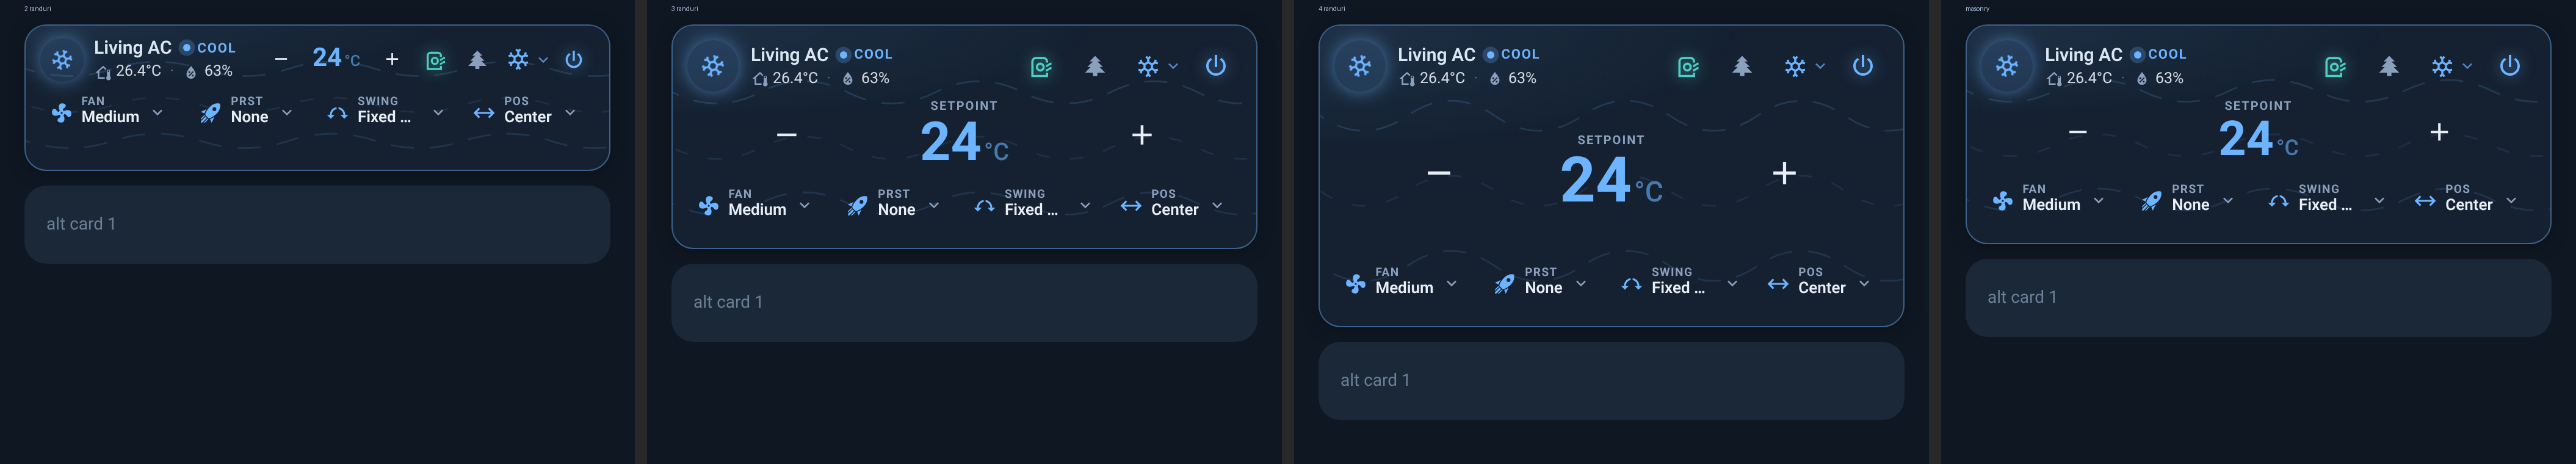 2 randuri
Living AC COOL
26.4°C · 63%
− 24°C +
FAN PRST SWING POS
Medium None Fixed ... Center
alt card 1
3 randuri
Living AC COOL
26.4°C · 63%
SETPOINT
− 24°C +
FAN PRST SWING POS
Medium None Fixed ... Center
alt card 1
4 randuri
Living AC COOL
26.4°C · 63%
SETPOINT
− 24°C +
FAN PRST SWING POS
Medium None Fixed ... Center
alt card 1
masonry
Living AC COOL
26.4°C · 63%
SETPOINT
− 24°C +
FAN PRST SWING POS
Medium None Fixed ... Center
alt card 1